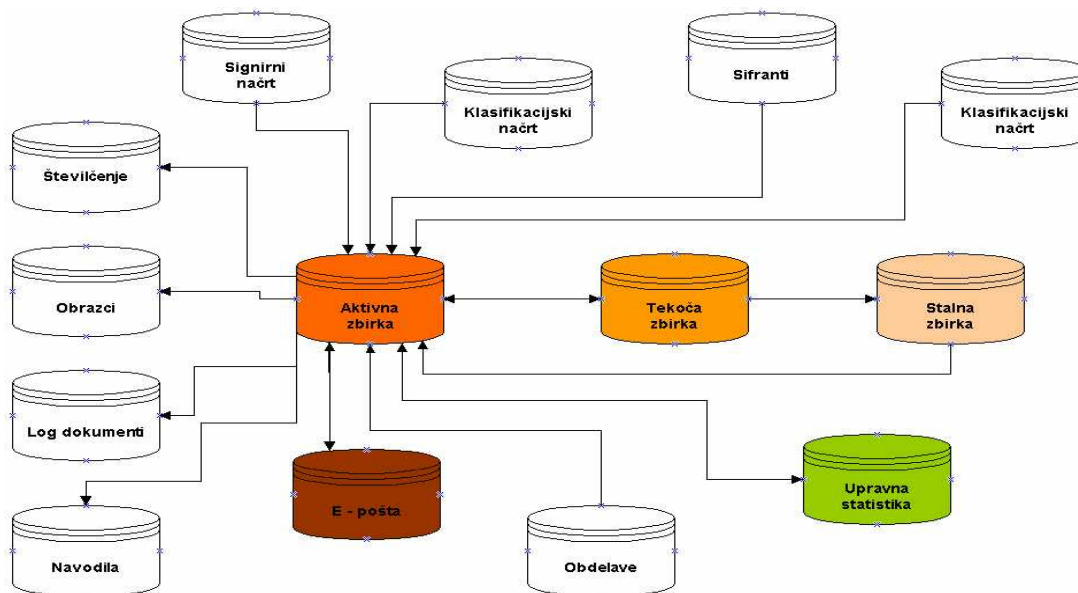 Signirni
načrt
Klasifikacijski
načrt
Sifranti
Klasifikacijski
načrt
Številčenje
Obrazci
Aktivna
zbirka
Tekoča
zbirka
Stalna
zbirka
Log dokumenti
E - pošta
Upravna
statistika
Navodila
Obdelave